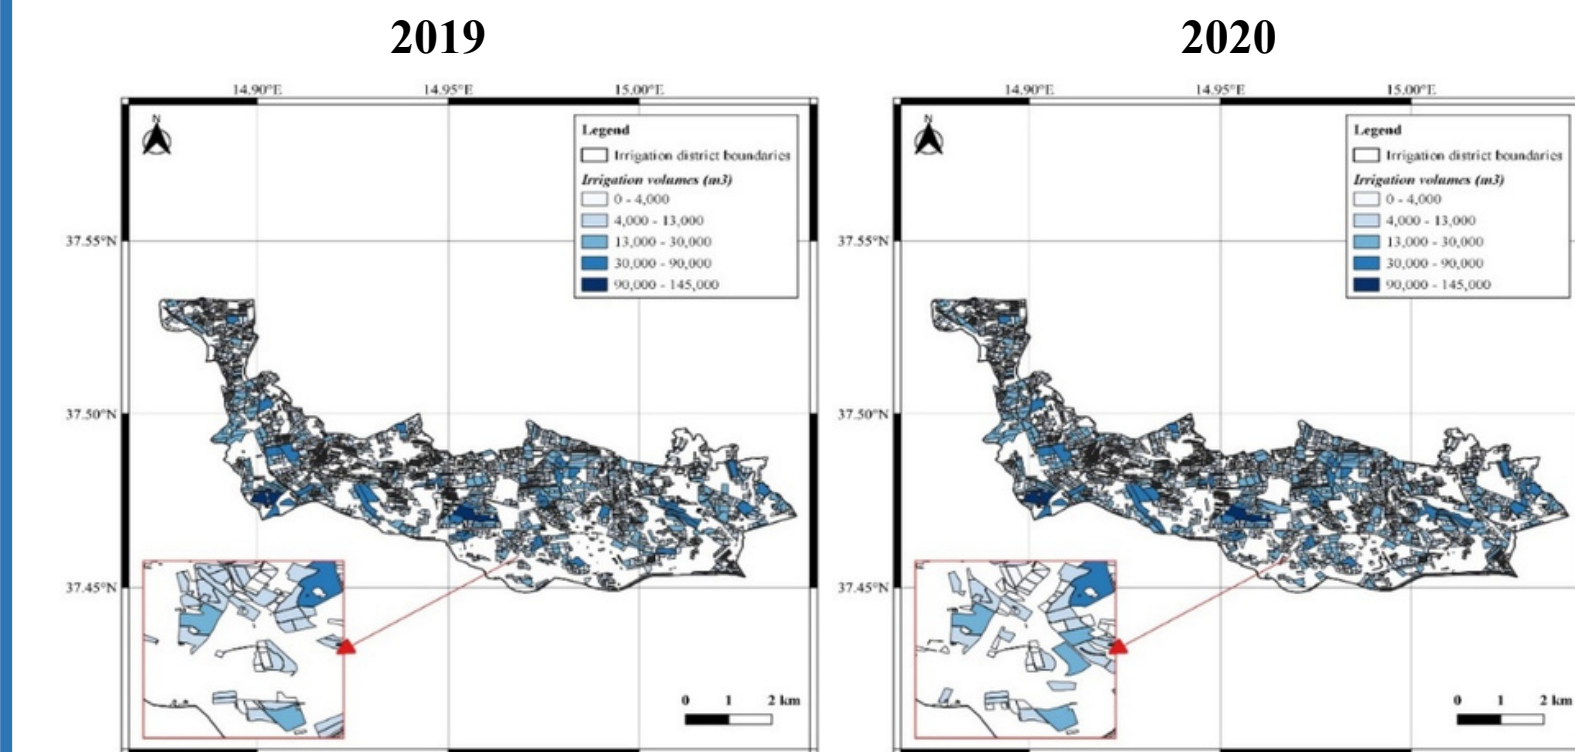 2019
2020
14.90°E 14.95°E 15.00°E
14.90°E 14.95°E 15.00°E
N
Legend
Irrigation district boundaries
Irrigation volumes (m3)
0 - 4,000
4,000 - 13,000
13,000 - 30,000
30,000 - 90,000
90,000 - 145,000
37.55°N
37.50°N
37.45°N
0 1 2 km
N
Legend
Irrigation district boundaries
Irrigation volumes (m3)
0 - 4,000
4,000 - 13,000
13,000 - 30,000
30,000 - 90,000
90,000 - 145,000
37.55°N
37.50°N
37.45°N
0 1 2 km